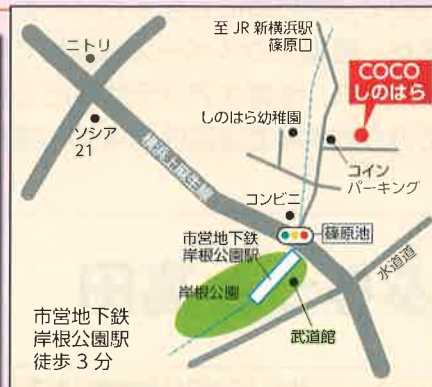 ニトリ
至 JR 新横浜駅
篠原口
COCO
しのはら
しのはら幼稚園
ソシア
21
コイン
パーキング
横浜上麻生線
コンビニ
篠原池
市営地下鉄
岸根公園駅
水道道
岸根公園
武道館
市営地下鉄
岸根公園駅
徒歩 3 分